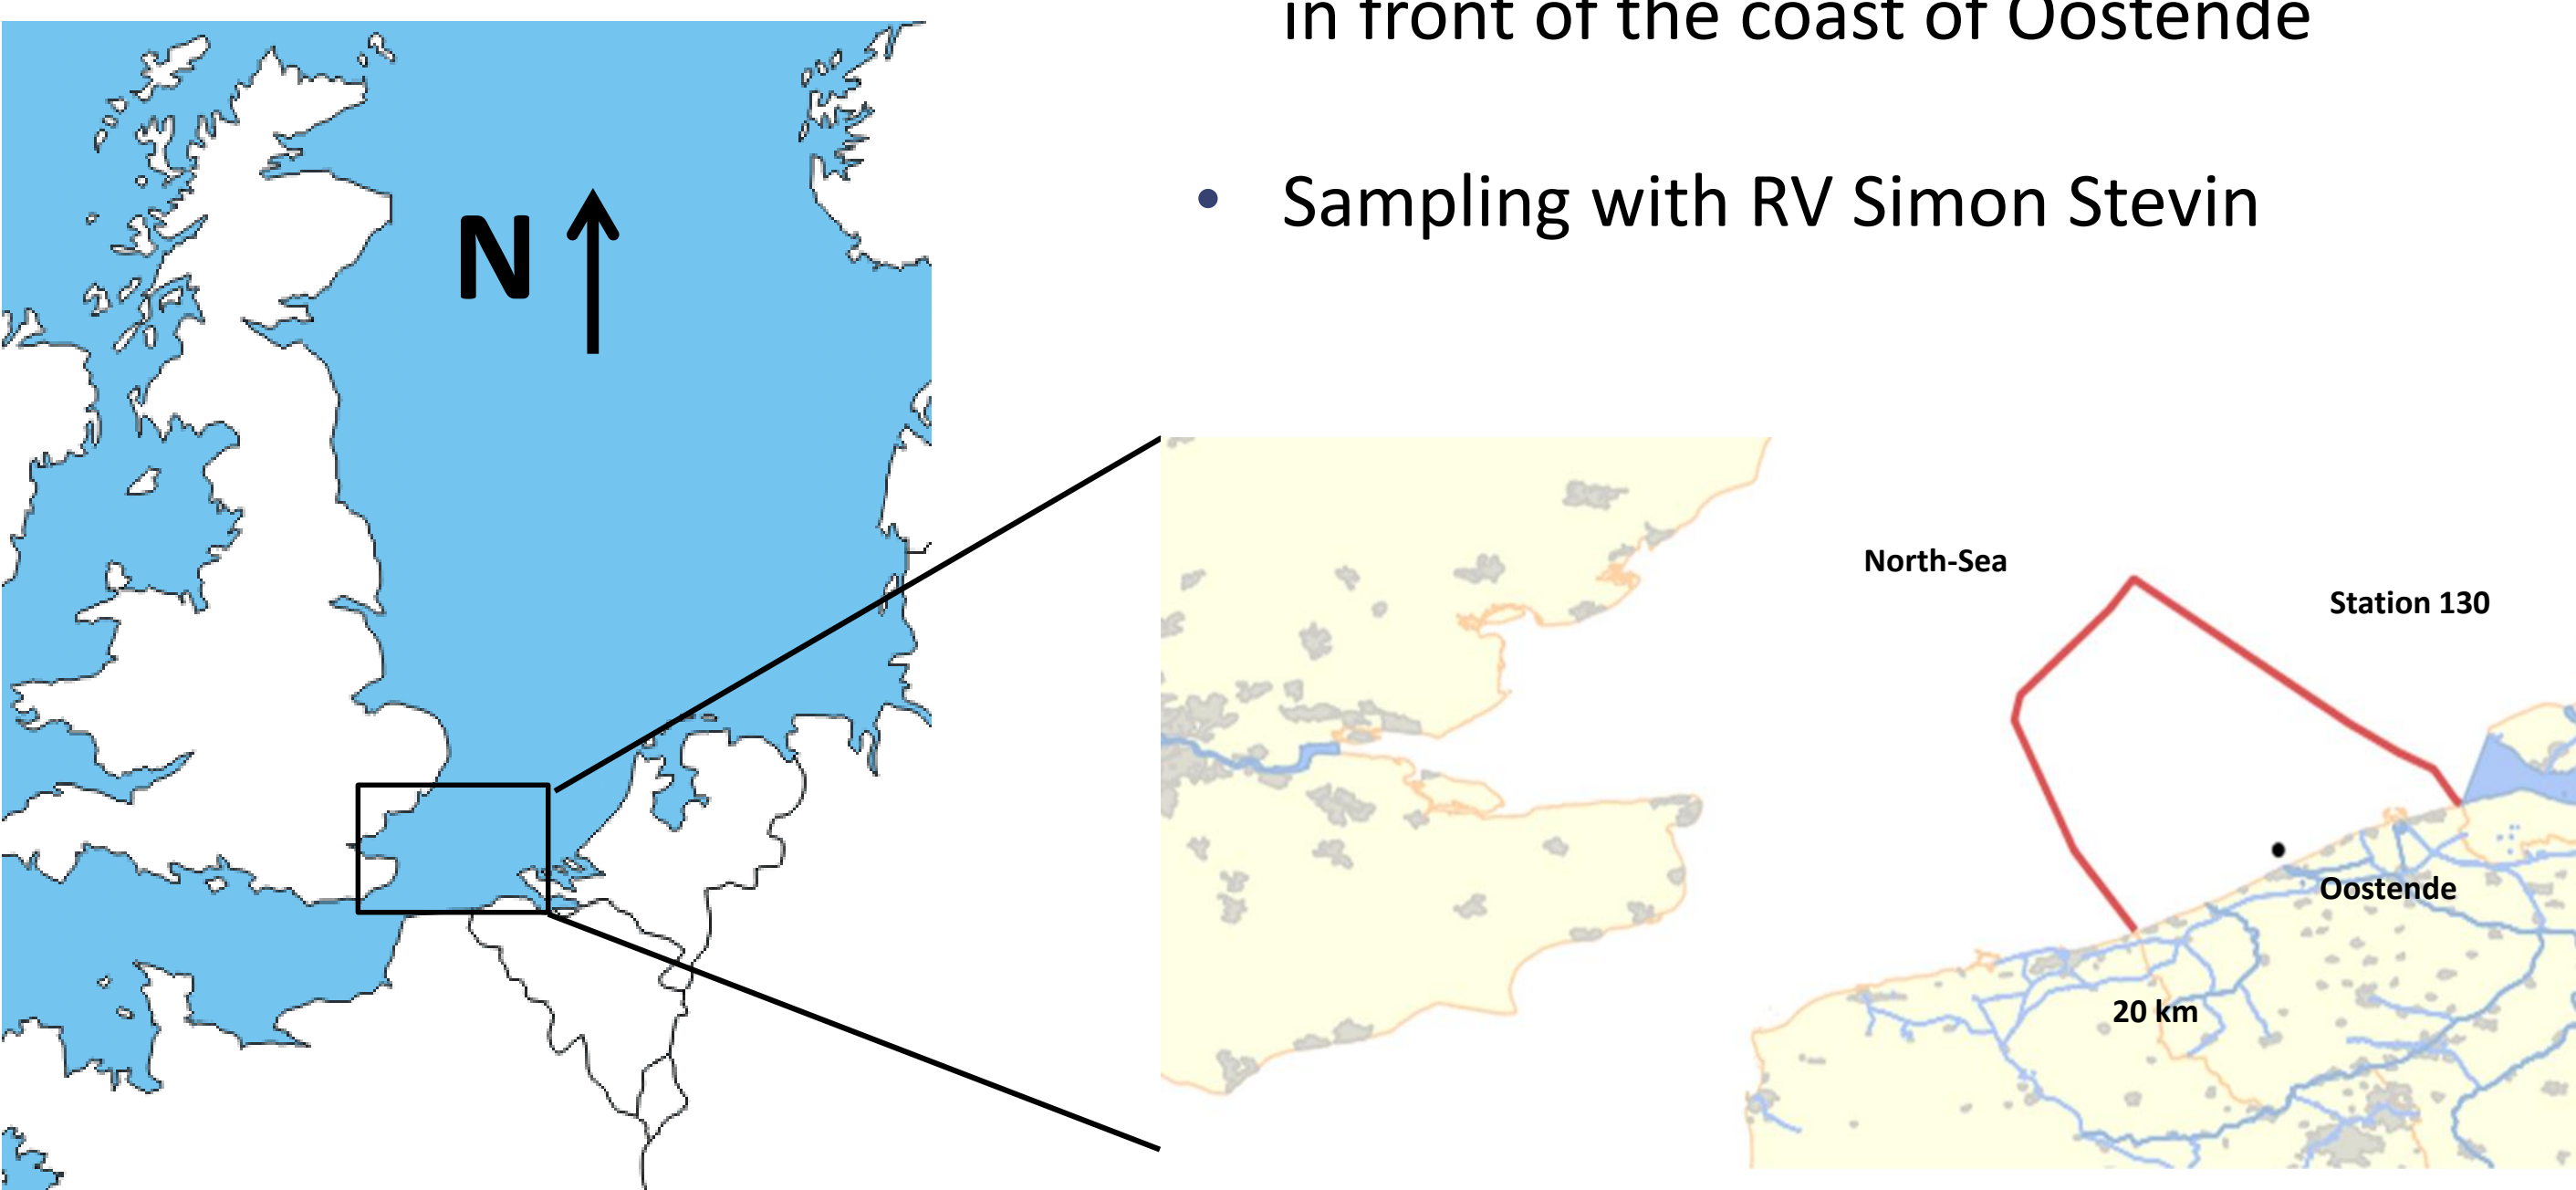 in front of the coast of Oostende
• Sampling with RV Simon Stevin
N
North-Sea
Station 130
Oostende
20 km